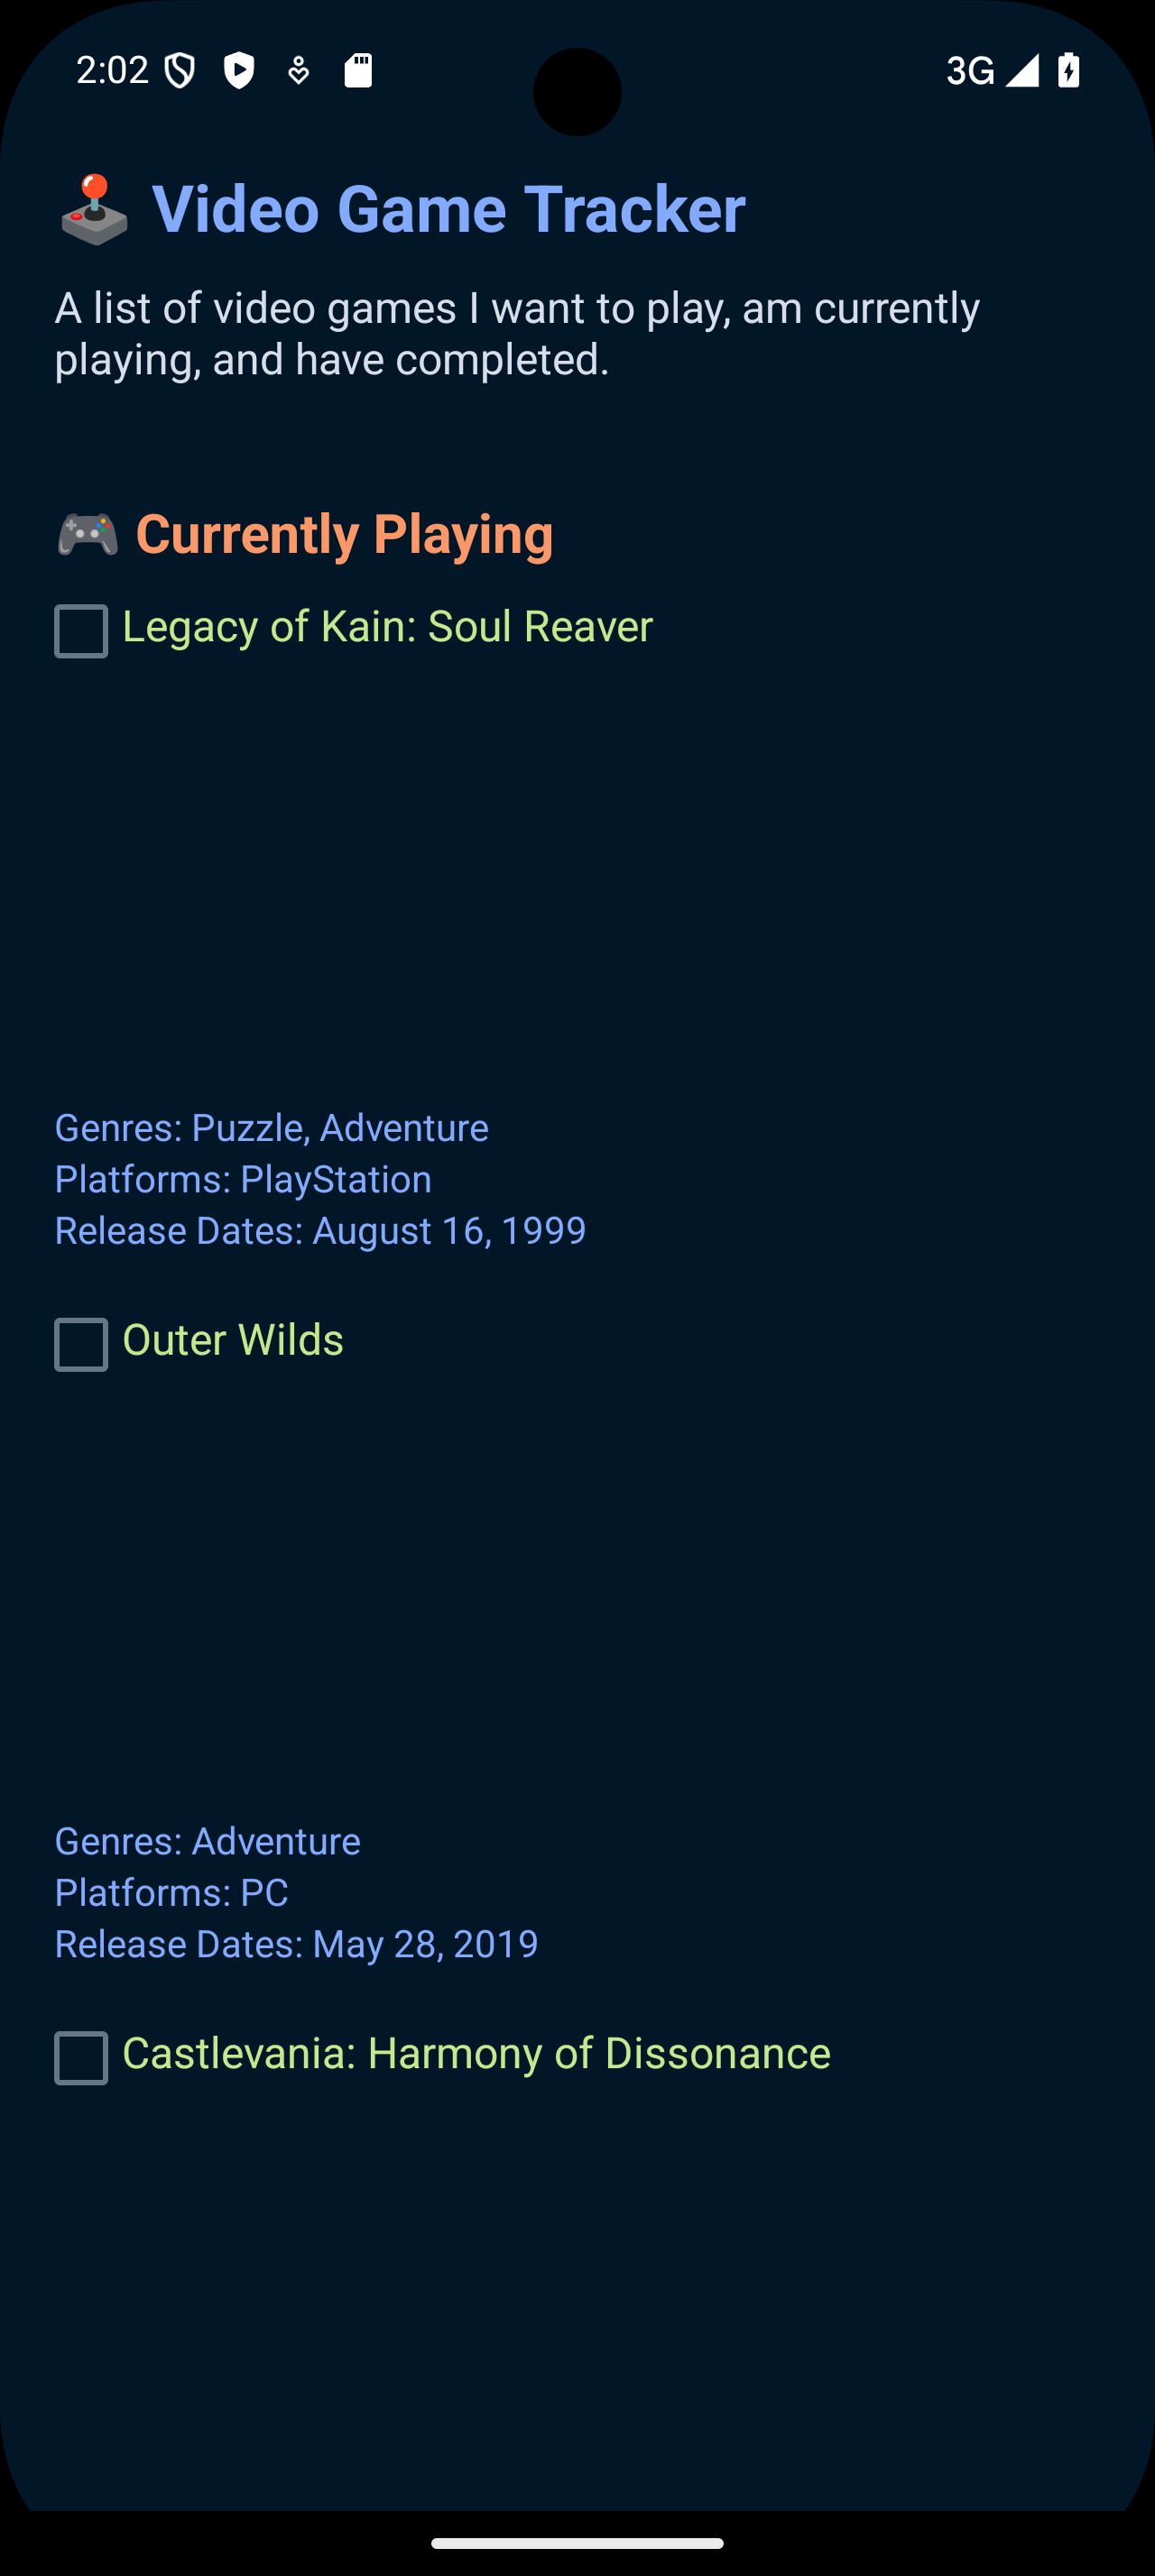 2:02
3G
Video Game Tracker
A list of video games I want to play, am currently
playing, and have completed.
Currently Playing
Legacy of Kain: Soul Reaver
Genres: Puzzle, Adventure
Platforms: PlayStation
Release Dates: August 16, 1999
Outer Wilds
Genres: Adventure
Platforms: PC
Release Dates: May 28, 2019
Castlevania: Harmony of Dissonance